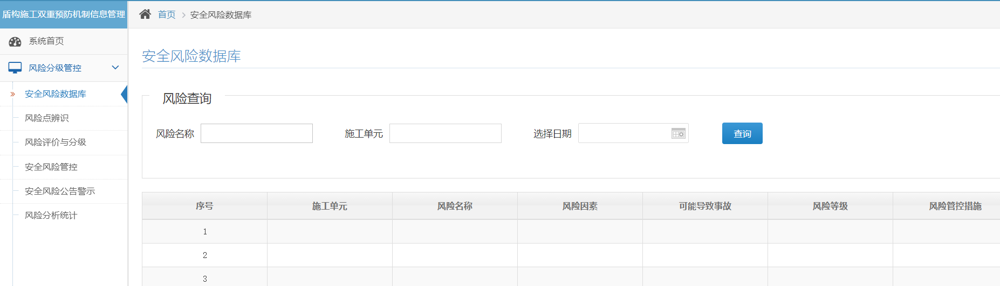 盾构施工双重预防机制信息管理
首页 安全风险数据库
系统首页
风险分级管控
安全风险数据库
风险点辨识
风险评价与分级
安全风险管控
安全风险公告警示
风险分析统计
安全风险数据库
风险查询
风险名称 施工单元 选择日期 查询
序号 施工单元 风险名称 风险因素 可能导致事故 风险等级 风险管控措施
1
2
3